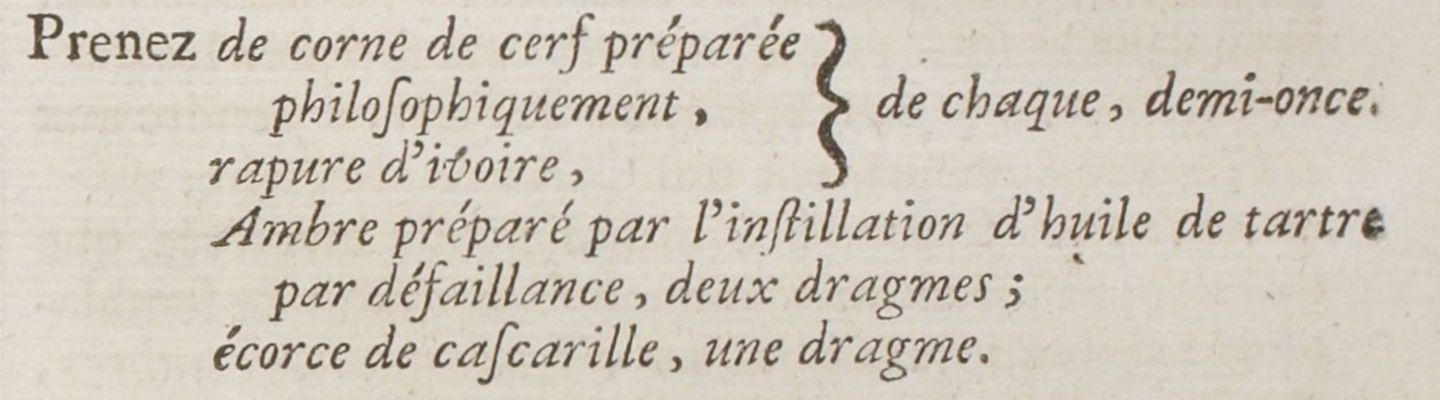 Prenez de corne de cerf préparée
philoſophiquement,
de chaque, demi-once.
rapure d'ivoire,
Ambre préparé par l'inſtillation d'huile de tartre
par défaillance, deux dragmes;
écorce de caſcarille, une dragme.